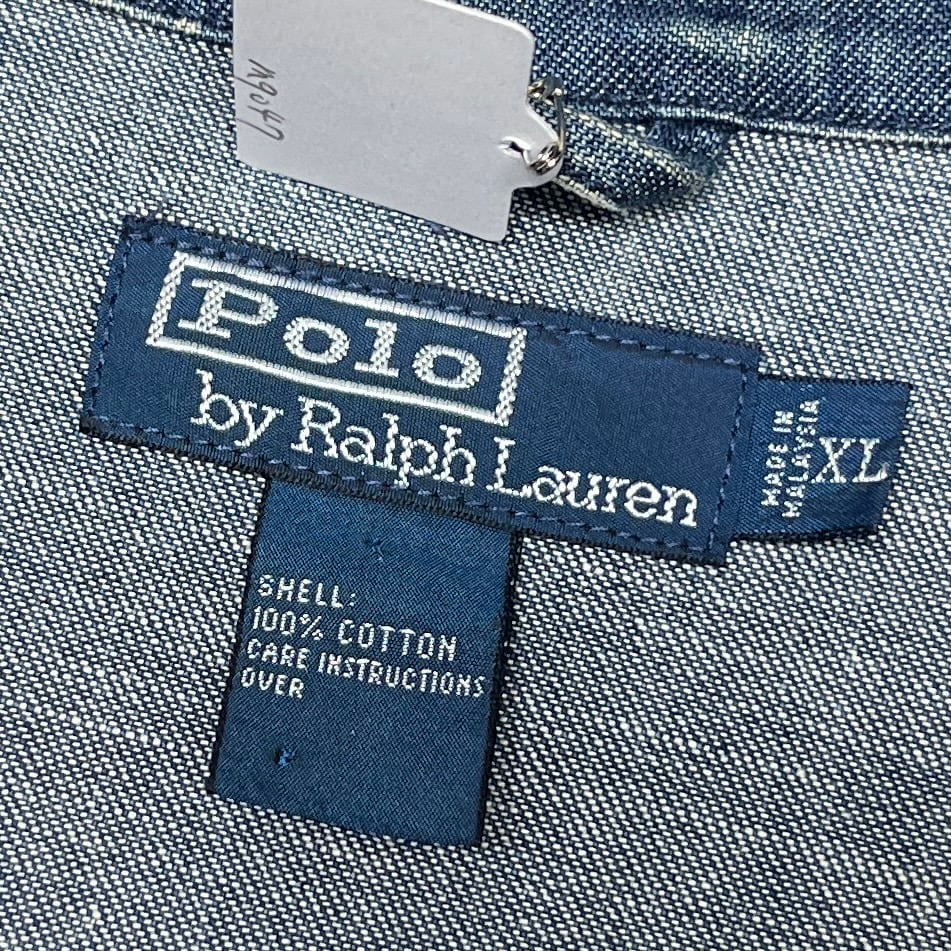 Polo
by Ralph Lauren
MADE IN
MALAYSIA
XL
SHELL:
100% COTTON
CARE INSTRUCTIONS
OVER